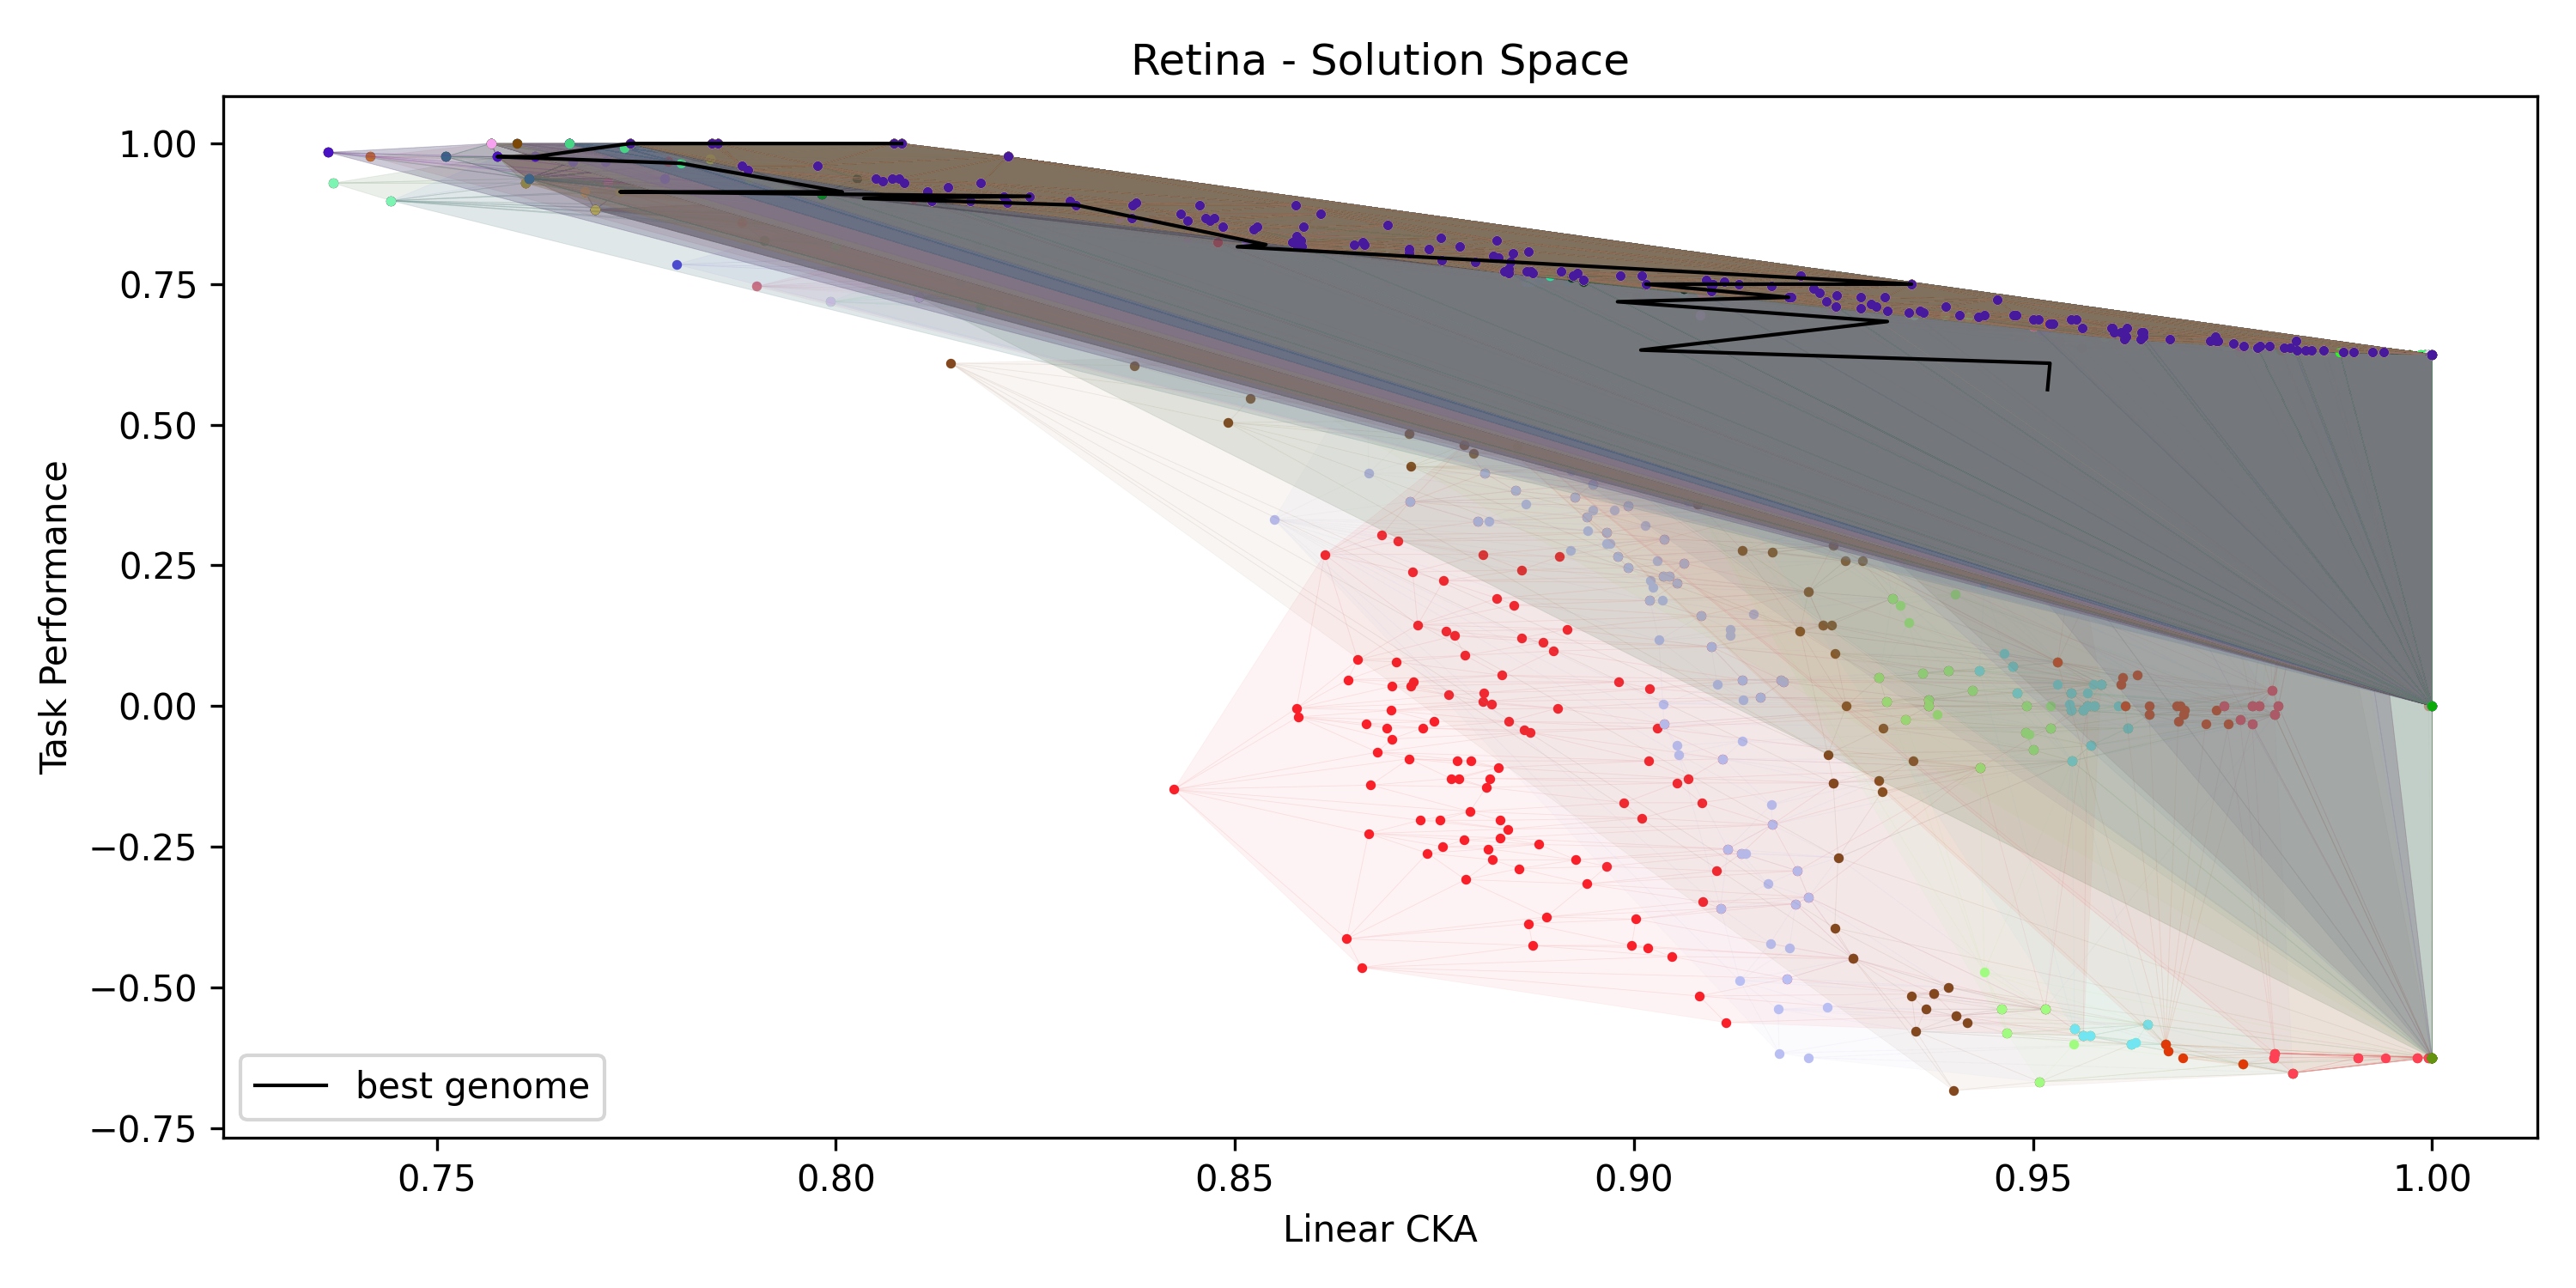 Retina - Solution Space
1.00
0.75
0.50
0.25
0.00
−0.25
−0.50
−0.75
Task Performance
best genome
0.75 0.80 0.85 0.90 0.95 1.00
Linear CKA